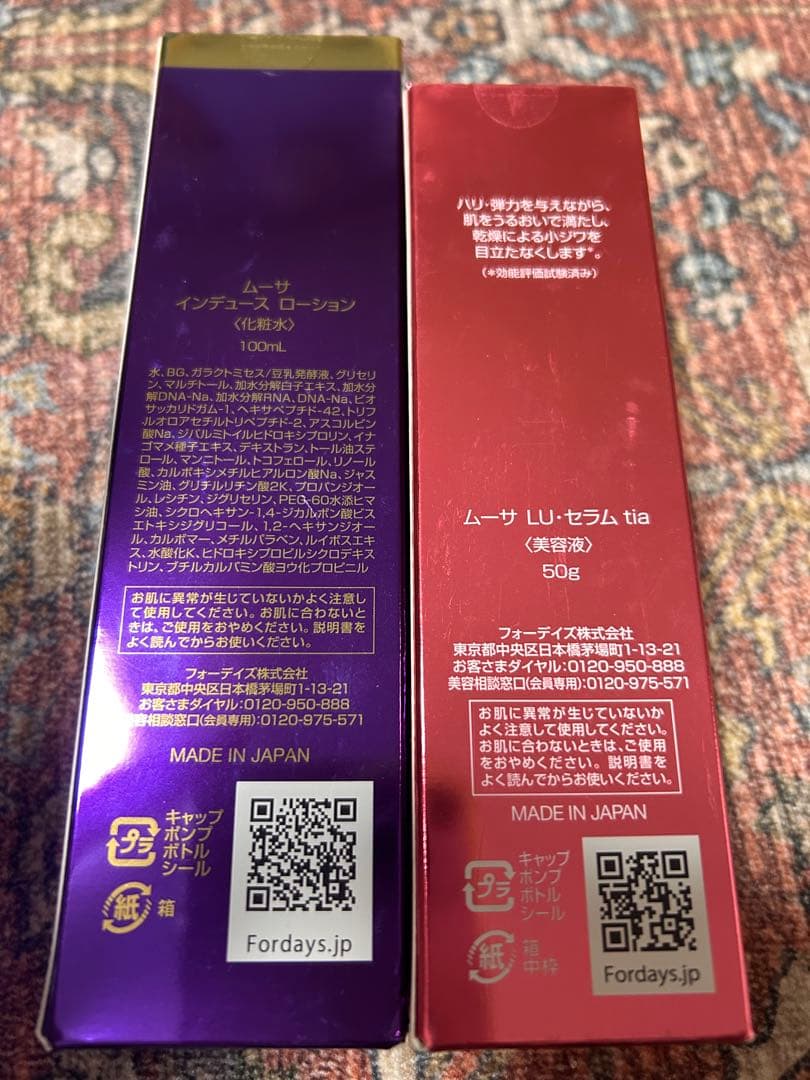 ムーサ
インデュース ローション
〈化粧水〉
100mL
水、BG、ガラクトミセス/豆乳発酵液、グリセリ
ン、マルチトール、加水分解白子エキス、加水分
解DNA-Na、加水分解RNA、DNA-Na、ビオ
サッカリドガム-1、ヘキサペプチド-42、トリフ
ルオロアセチルトリペプチド-2、アスコルビン
酸Na、ジパルミトイルヒドロキシプロリン、イナ
ゴマメ種子エキス、デキストラン、トール油ステ
ロール、マンニトール、トコフェロール、リノール
酸、カルボキシメチルヒアルロン酸Na、ジャス
ミン油、グリチルリチン酸2K、プロパンジオー
ル、レシチン、ジグリセリン、PEG-60水添ヒマ
シ油、シクロヘキサン-1,4-ジカルボン酸ビス
エトキシジグリコール、1,2-ヘキサンジオー
ル、カルボマー、メチルパラベン、ルイボスエキ
ス、水酸化K、ヒドロキシプロピルシクロデキス
トリン、ブチルカルバミン酸ヨウ化プロピニル
お肌に異常が生じていないかよく注意し
て使用してください。お肌に合わないと
きは、ご使用をおやめください。説明書を
よく読んでからお使いください。
フォーデイズ株式会社
東京都中央区日本橋茅場町1-13-21
お客さまダイヤル:0120-950-888
美容相談窓口(会員専用):0120-975-571
MADE IN JAPAN
プラ
キャップ
ポンプ
ボトル
シール
紙
箱
Fordays.jp
ハリ・弾力を与えながら、
肌をうるおいで満たし、
乾燥による小ジワを
目立たなくします*。
(*効能評価試験済み)
ムーサ LU・セラム tia
〈美容液〉
50g
フォーデイズ株式会社
東京都中央区日本橋茅場町1-13-21
お客さまダイヤル:0120-950-888
美容相談窓口(会員専用):0120-975-571
お肌に異常が生じていないか
よく注意して使用してください。
お肌に合わないときは、ご使用
をおやめください。説明書を
よく読んでからお使いください。
MADE IN JAPAN
プラ
キャップ
ポンプ
ボトル
シール
紙
箱
中枠
Fordays.jp